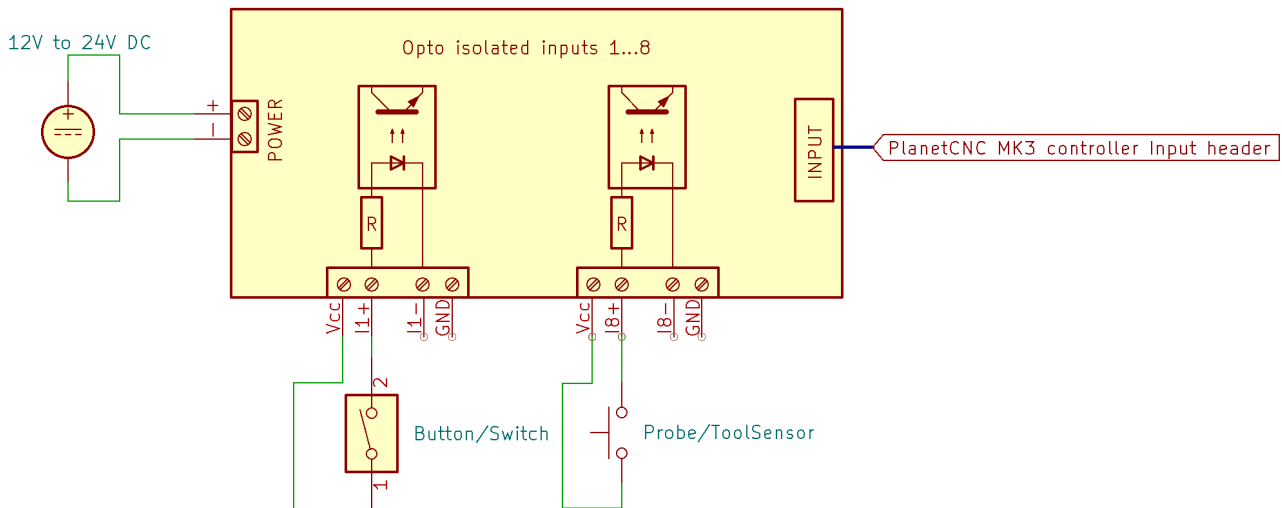 12V to 24V DC
Opto isolated inputs 1...8
+
−
POWER
INPUT
PlanetCNC MK3 controller Input header
R
R
Vcc
I1+
I1-
GND
Vcc
I8+
I8-
GND
2
Button/Switch
1
Probe/ToolSensor